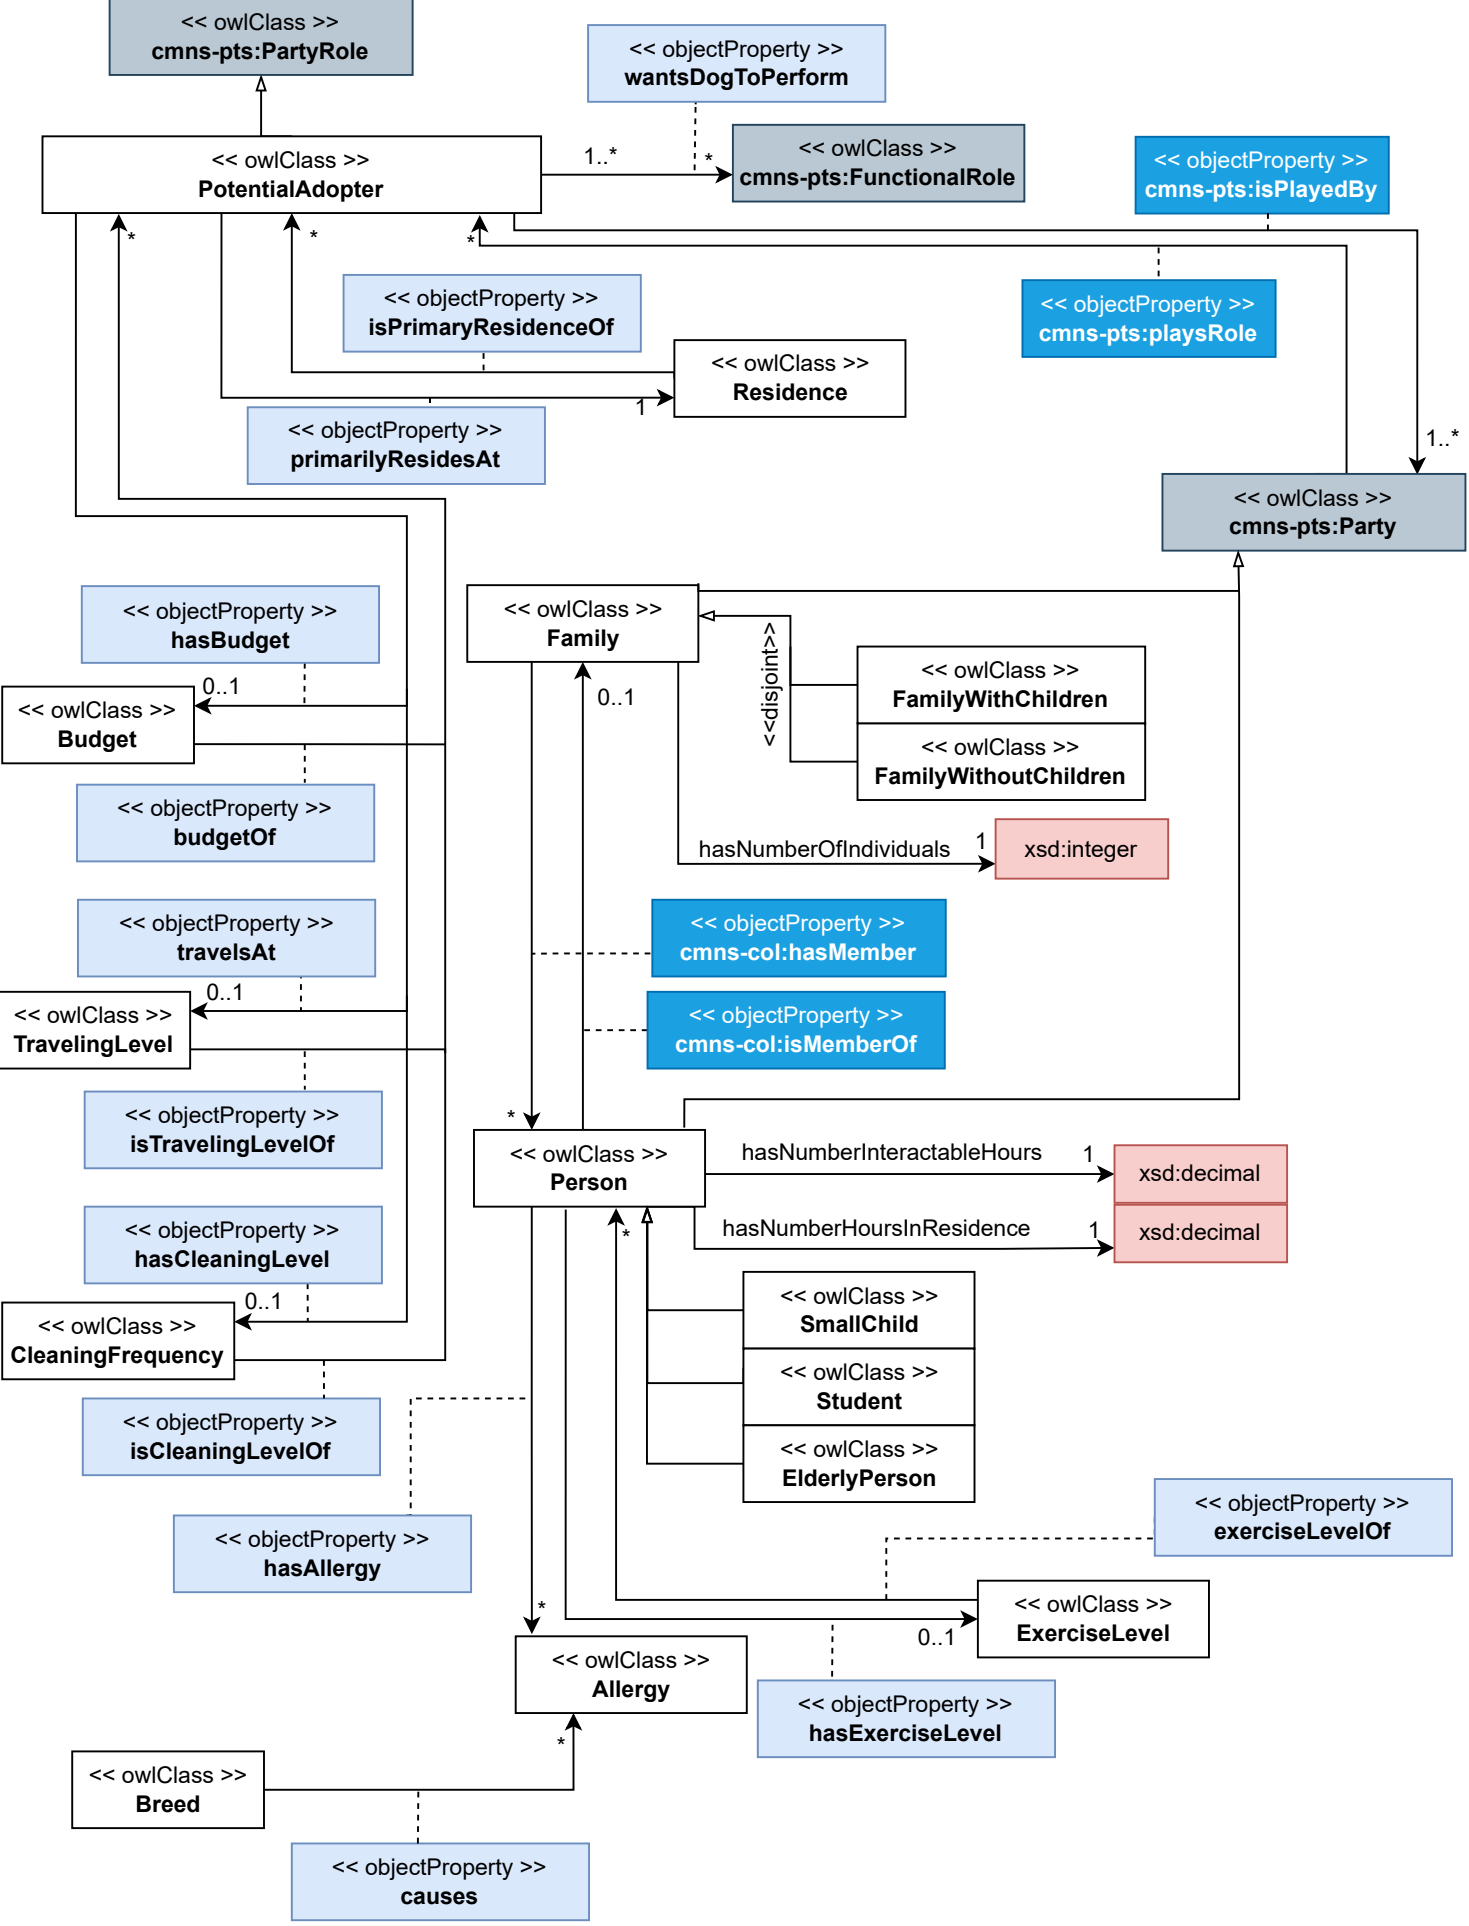 << owlClass >>
cmns-pts:PartyRole
<< objectProperty >>
wantsDogToPerform
<< owlClass >>
PotentialAdopter
1..*
*
<< owlClass >>
cmns-pts:FunctionalRole
<< objectProperty >>
cmns-pts:isPlayedBy
*
*
*
<< objectProperty >>
isPrimaryResidenceOf
<< objectProperty >>
cmns-pts:playsRole
<< owlClass >>
Residence
1
<< objectProperty >>
primarilyResidesAt
1..*
<< owlClass >>
cmns-pts:Party
<< objectProperty >>
hasBudget
<< owlClass >>
Family
<<disjoint>>
<< owlClass >>
FamilyWithChildren
0..1
0..1
<< owlClass >>
Budget
<< owlClass >>
FamilyWithoutChildren
<< objectProperty >>
budgetOf
hasNumberOfIndividuals
1
xsd:integer
<< objectProperty >>
travelsAt
<< objectProperty >>
cmns-col:hasMember
0..1
<< owlClass >>
TravelingLevel
<< objectProperty >>
cmns-col:isMemberOf
<< objectProperty >>
isTravelingLevelOf
*
<< owlClass >>
Person
hasNumberInteractableHours
1
xsd:decimal
<< objectProperty >>
hasCleaningLevel
*
hasNumberHoursInResidence
1
xsd:decimal
0..1
<< owlClass >>
CleaningFrequency
<< owlClass >>
SmallChild
<< owlClass >>
Student
<< objectProperty >>
isCleaningLevelOf
<< owlClass >>
ElderlyPerson
<< objectProperty >>
hasAllergy
<< objectProperty >>
exerciseLevelOf
*
<< owlClass >>
ExerciseLevel
0..1
<< owlClass >>
Allergy
<< objectProperty >>
hasExerciseLevel
*
<< owlClass >>
Breed
<< objectProperty >>
causes